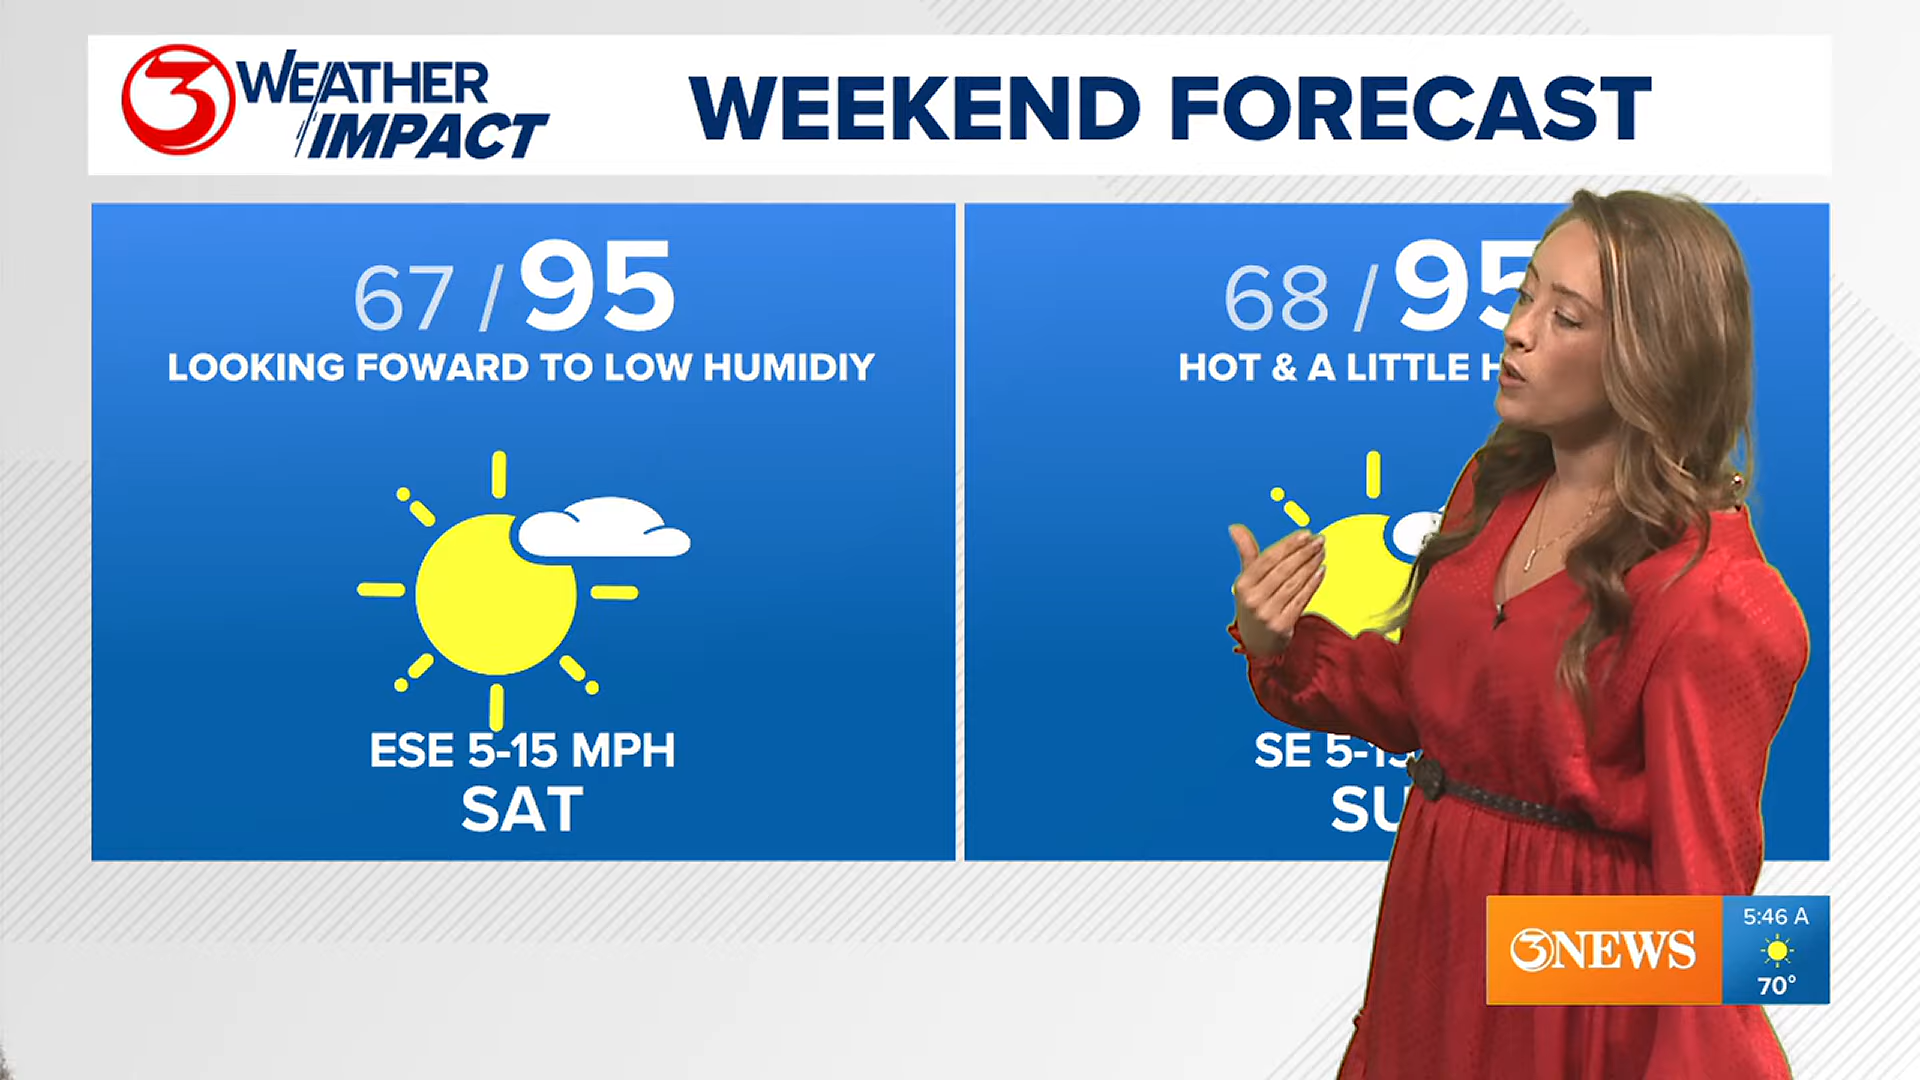 3 WEATHER
IMPACT
WEEKEND FORECAST
67 / 95
LOOKING FOWARD TO LOW HUMIDIY
ESE 5-15 MPH
SAT
68 / 95
HOT & A LITTLE
SE 5-15
3NEWS
5:46 A
70°